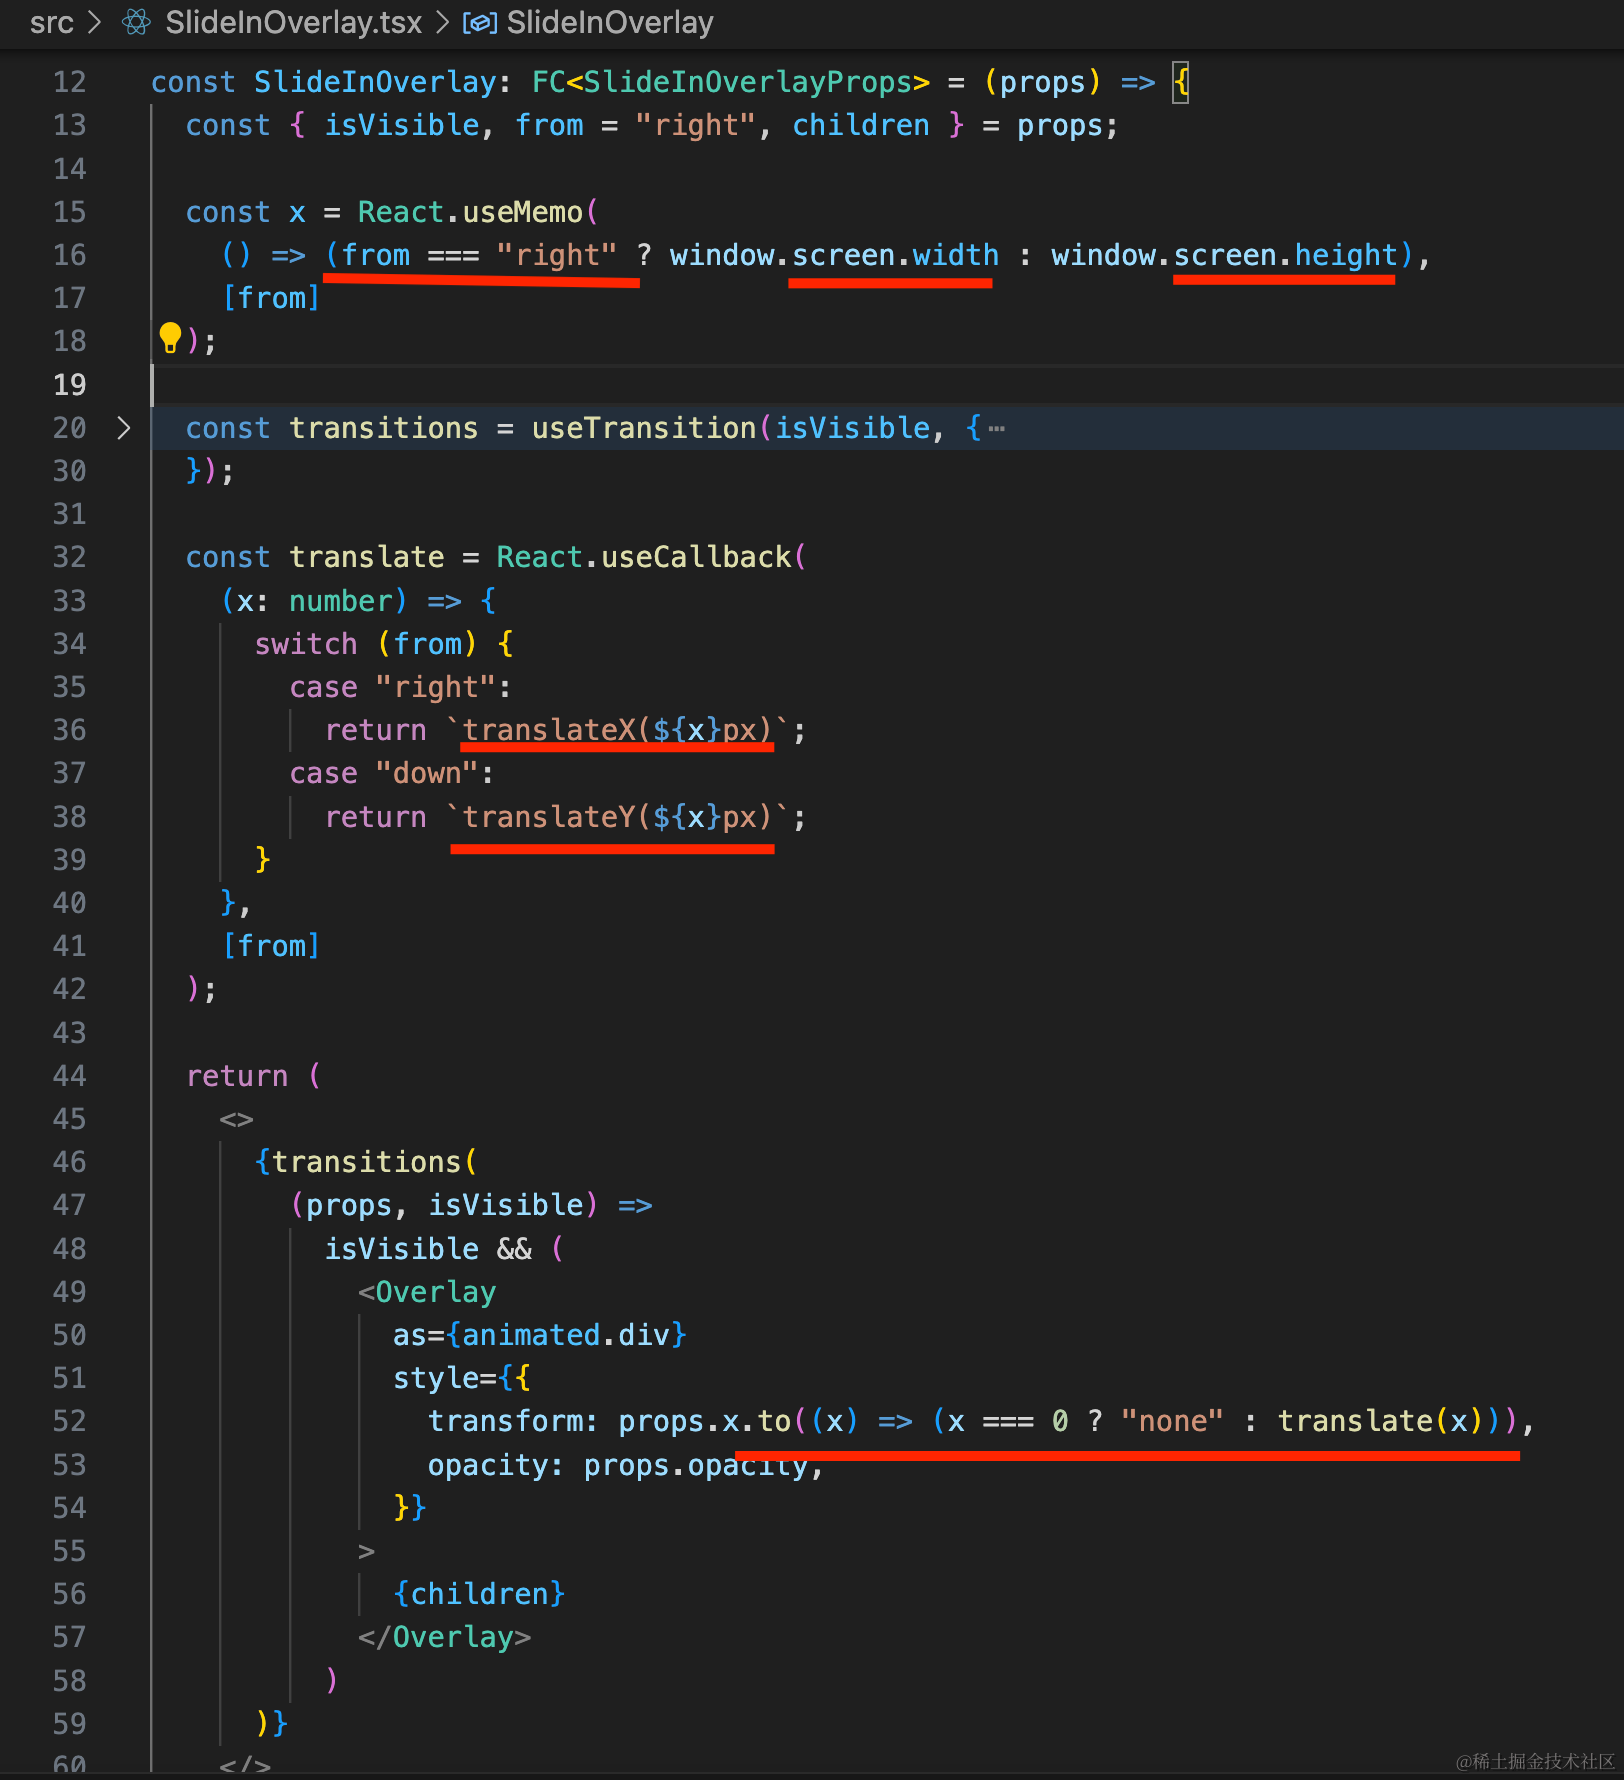 src > SlideInOverlay.tsx > SlideInOverlay
12 const SlideInOverlay: FC<SlideInOverlayProps> = (props) => {
13 const { isVisible, from = "right", children } = props;
14
15 const x = React.useMemo(
16 () => (from === "right" ? window.screen.width : window.screen.height),
17 [from]
18 );
19
20 > const transitions = useTransition(isVisible, {⋯
30 });
31
32 const translate = React.useCallback(
33 (x: number) => {
34 switch (from) {
35 case "right":
36 return `translateX(${x}px)`;
37 case "down":
38 return `translateY(${x}px)`;
39 }
40 },
41 [from]
42 );
43
44 return (
45 <>
46 {transitions(
47 (props, isVisible) =>
48 isVisible && (
49 <Overlay
50 as={animated.div}
51 style={{
52 transform: props.x.to((x) => (x === 0 ? "none" : translate(x))),
53 opacity: props.opacity,
54 }}
55 >
56 {children}
57 </Overlay>
58 )
59 )}
60 </>
@稀土掘金技术社区